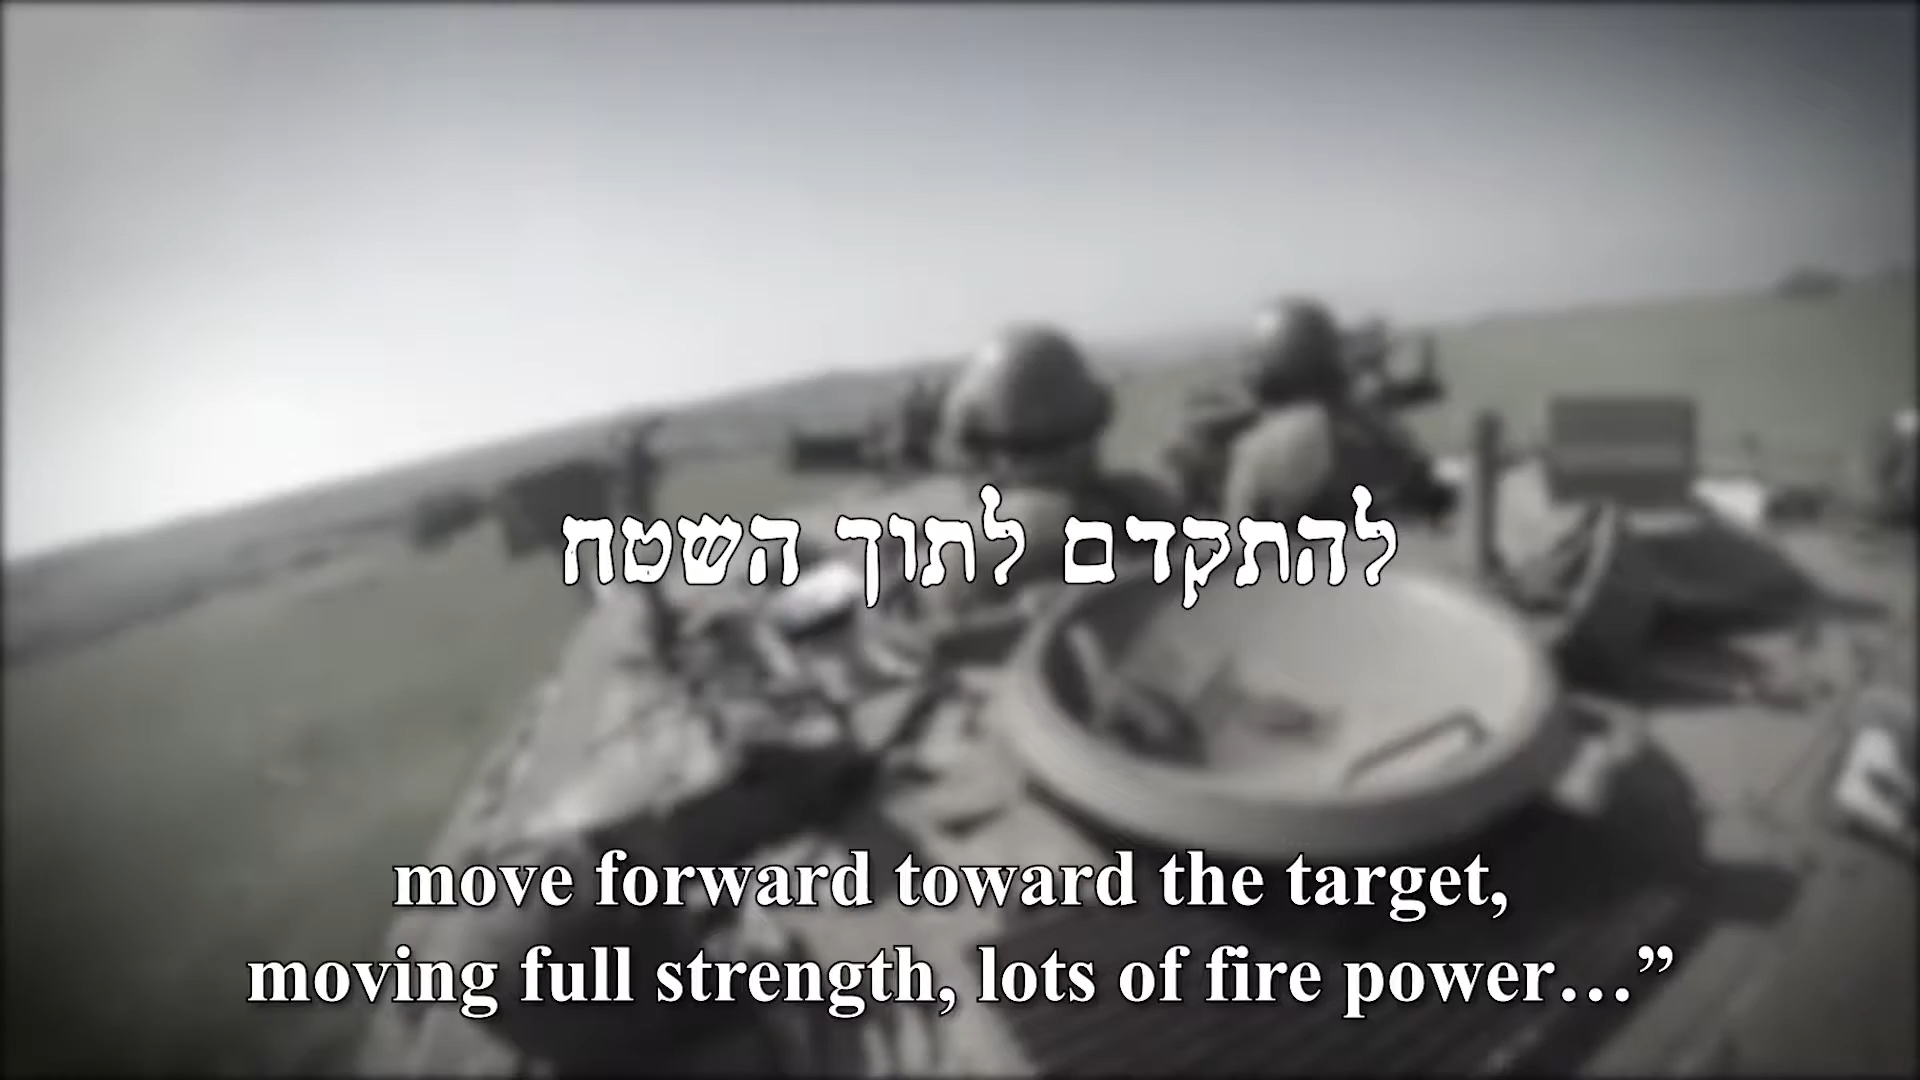 להתקדם לתוך השטח
move forward toward the target,
moving full strength, lots of fire power…”